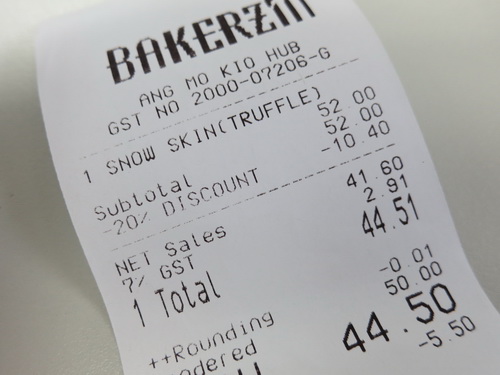 BAKERZIN
ANG MO KIO HUB
GST NO 2000-07206-G
1 SNOW SKIN(TRUFFLE) 52.00
Subtotal 52.00
-20% DISCOUNT -10.40
NET Sales 41.60
7% GST 2.91
1 Total 44.51
++Rounding -0.01
dered 50.00
44.50
-5.50